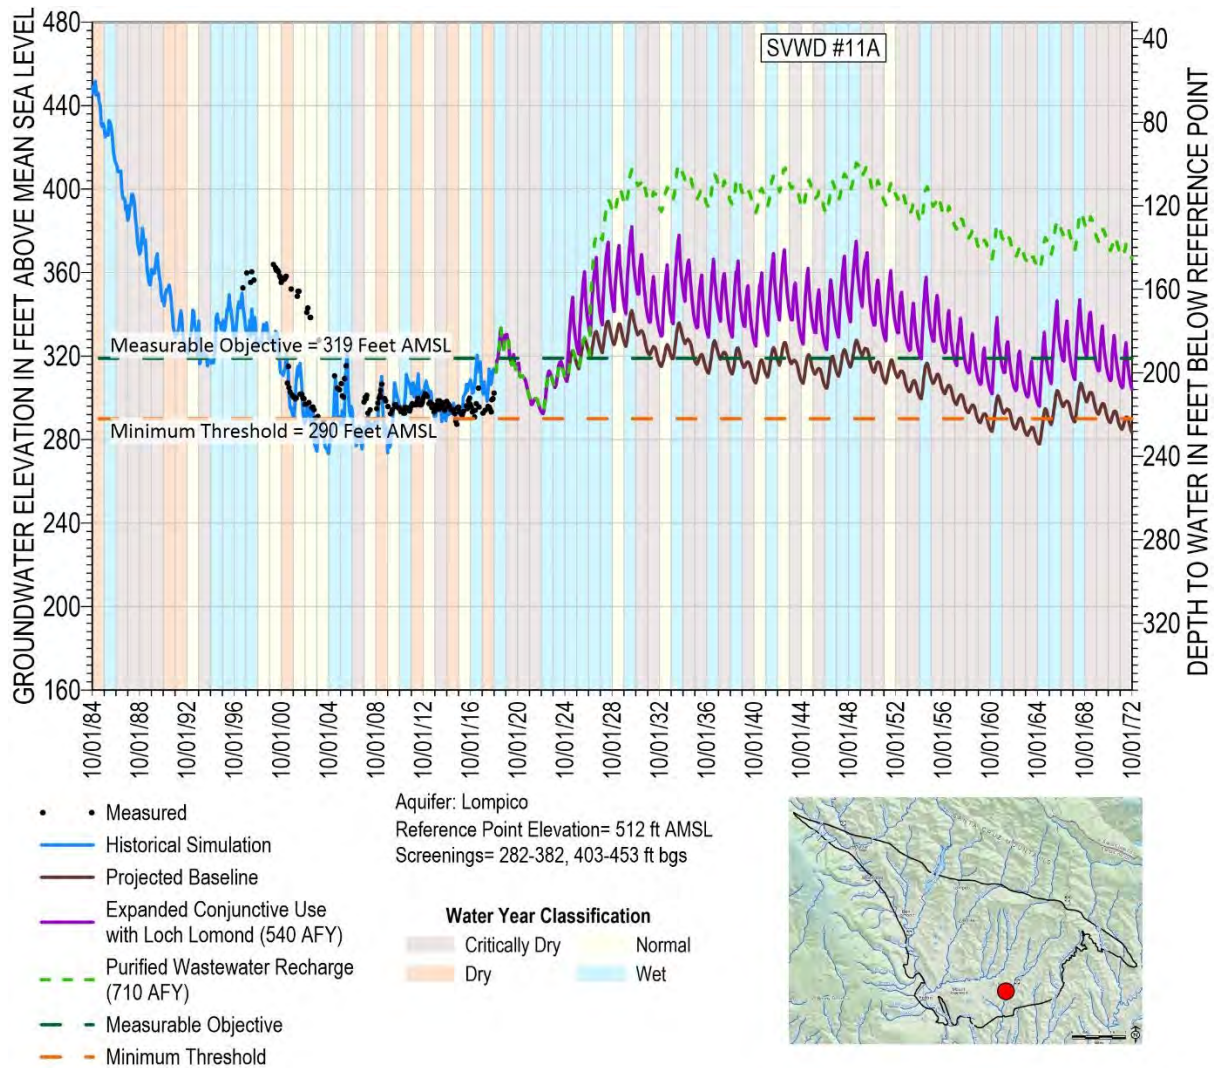 SVWD #11A
GROUNDWATER ELEVATION IN FEET ABOVE MEAN SEA LEVEL
480
440
400
360
320
280
240
200
160
DEPTH TO WATER IN FEET BELOW REFERENCE POINT
40
80
120
160
200
240
280
320
Measurable Objective = 319 Feet AMSL
Minimum Threshold = 290 Feet AMSL
10/01/84
10/01/88
10/01/92
10/01/96
10/01/00
10/01/04
10/01/08
10/01/12
10/01/16
10/01/20
10/01/24
10/01/28
10/01/32
10/01/36
10/01/40
10/01/44
10/01/48
10/01/52
10/01/56
10/01/60
10/01/64
10/01/68
10/01/72
Measured
Historical Simulation
Projected Baseline
Expanded Conjunctive Use
with Loch Lomond (540 AFY)
Purified Wastewater Recharge
(710 AFY)
Measurable Objective
Minimum Threshold
Aquifer: Lompico
Reference Point Elevation= 512 ft AMSL
Screenings= 282-382, 403-453 ft bgs
Water Year Classification
Critically Dry
Normal
Dry
Wet